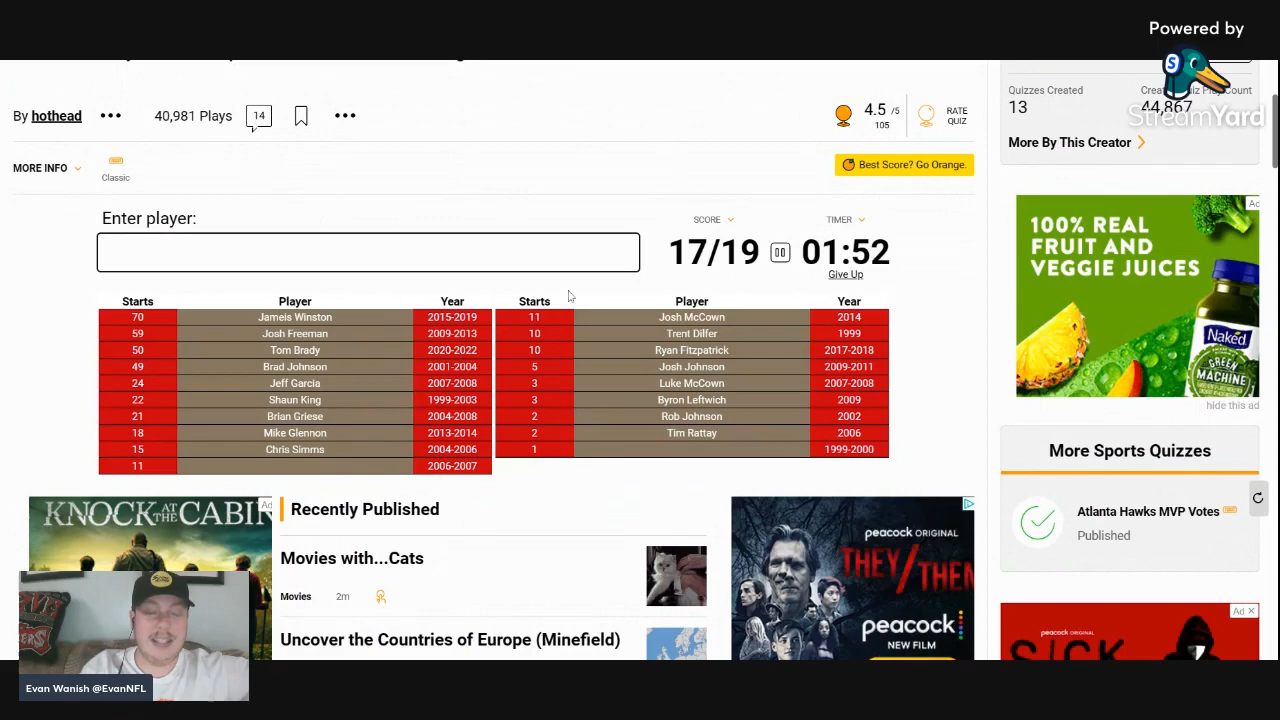 Powered by
StreamYard
Quizzes Created
13
44,867
More By This Creator
By hothead
40,981 Plays
14
4.5 /5
105
RATE
QUIZ
MORE INFO
Classic
Best Score? Go Orange.
Enter player:
SCORE
TIMER
17/19
01:52
Give Up
Starts Player Year Starts Player Year
70 Jameis Winston 2015-2019 11 Josh McCown 2014
59 Josh Freeman 2009-2013 10 Trent Dilfer 1999
50 Tom Brady 2020-2022 10 Ryan Fitzpatrick 2017-2018
49 Brad Johnson 2001-2004 5 Josh Johnson 2009-2011
24 Jeff Garcia 2007-2008 3 Luke McCown 2007-2008
22 Shaun King 1999-2003 3 Byron Leftwich 2009
21 Brian Griese 2004-2008 2 Rob Johnson 2002
18 Mike Glennon 2013-2014 2 Tim Rattay 2006
15 Chris Simms 2004-2006 1 1999-2000
11 2006-2007
Ad
100% REAL
FRUIT AND
VEGGIE JUICES
Naked
GREEN
MACHINE
hide this ad
More Sports Quizzes
Atlanta Hawks MVP Votes
Published
KNOCK AT THE CABIN
Ad
Recently Published
Movies with...Cats
Movies 2m
Uncover the Countries of Europe (Minefield)
peacock ORIGINAL
THEY/THEM
peacock
NEW FILM
Ad
peacock ORIGINAL
SICK
Evan Wanish @EvanNFL